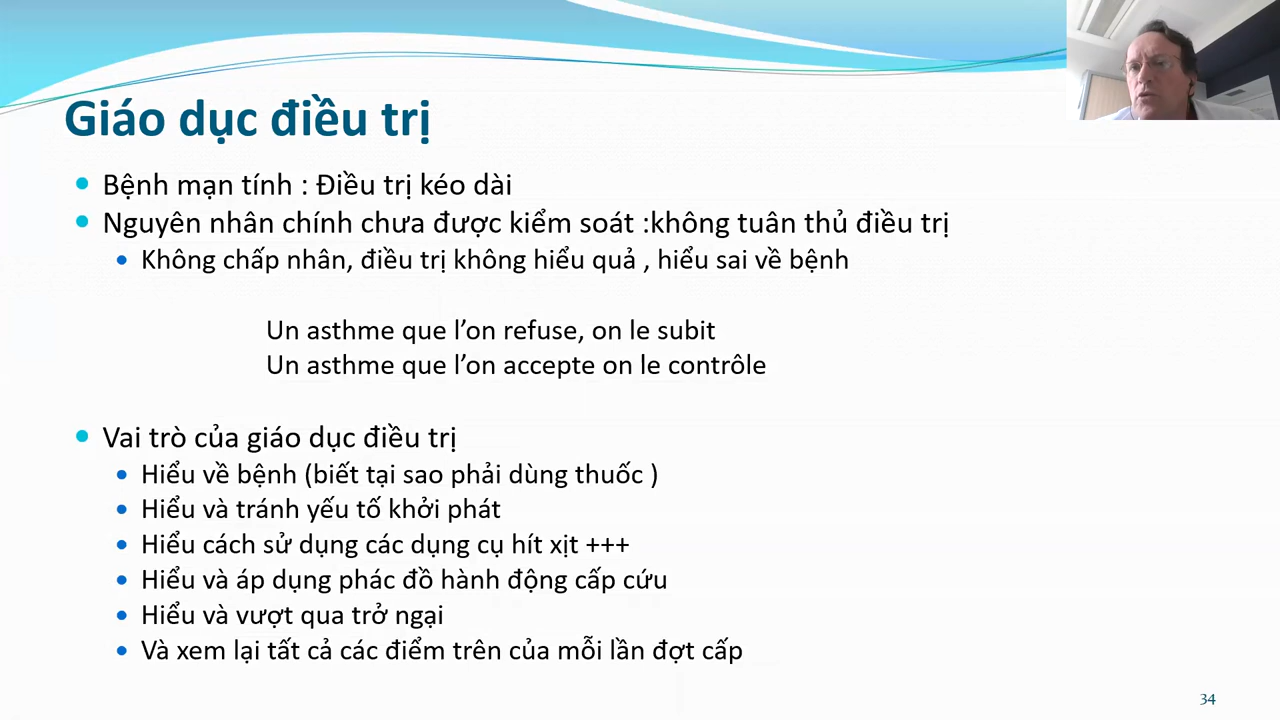 Giáo dục điều trị
Bệnh mạn tính : Điều trị kéo dài
Nguyên nhân chính chưa được kiểm soát :không tuân thủ điều trị
Không chấp nhân, điều trị không hiểu quả , hiểu sai về bệnh
Un asthme que l’on refuse, on le subit
Un asthme que l’on accepte on le contrôle
Vai trò của giáo dục điều trị
Hiểu về bệnh (biết tại sao phải dùng thuốc )
Hiểu và tránh yếu tố khởi phát
Hiểu cách sử dụng các dụng cụ hít xịt +++
Hiểu và áp dụng phác đồ hành động cấp cứu
Hiểu và vượt qua trở ngại
Và xem lại tất cả các điểm trên của mỗi lần đợt cấp
34